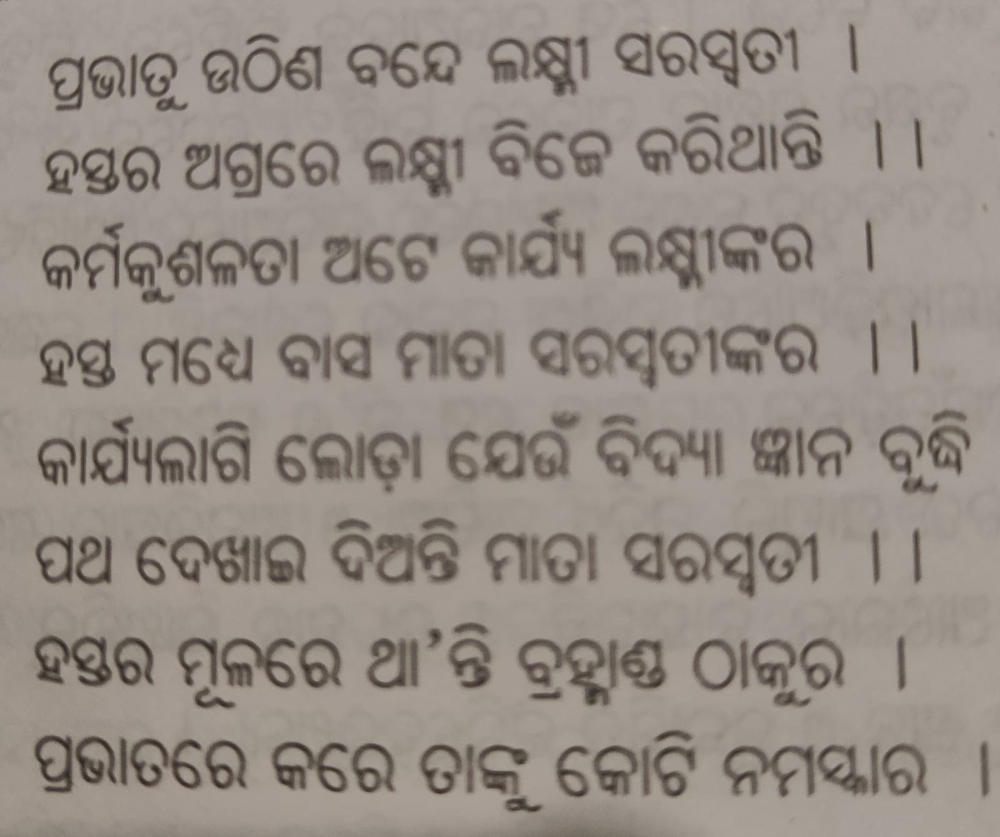 ପ୍ରଭାତୁ ଉଠିଣ ବନ୍ଦେ ଲକ୍ଷ୍ମୀ ସରସ୍ୱତୀ ।
ହସ୍ତର ଅଗ୍ରରେ ଲକ୍ଷ୍ମୀ ବିଜେ କରିଥାନ୍ତି ।।
କର୍ମକୁଶଳତା ଅଟେ କାର୍ଯ୍ୟ ଲକ୍ଷ୍ମୀଙ୍କର ।
ହସ୍ତ ମଧ୍ୟେ ବାସ ମାତା ସରସ୍ୱତୀଙ୍କର ।।
କାର୍ଯ୍ୟଲାଗି ଲୋଡ଼ା ଯେଉଁ ବିଦ୍ୟା ଜ୍ଞାନ ବୁଦ୍ଧି
ପଥ ଦେଖାଇ ଦିଅନ୍ତି ମାତା ସରସ୍ୱତୀ ।।
ହସ୍ତର ମୂଳରେ ଥା’ନ୍ତି ବ୍ରହ୍ମାଣ୍ଡ ଠାକୁର ।
ପ୍ରଭାତରେ କରେ ତାଙ୍କୁ କୋଟି ନମସ୍କାର ।